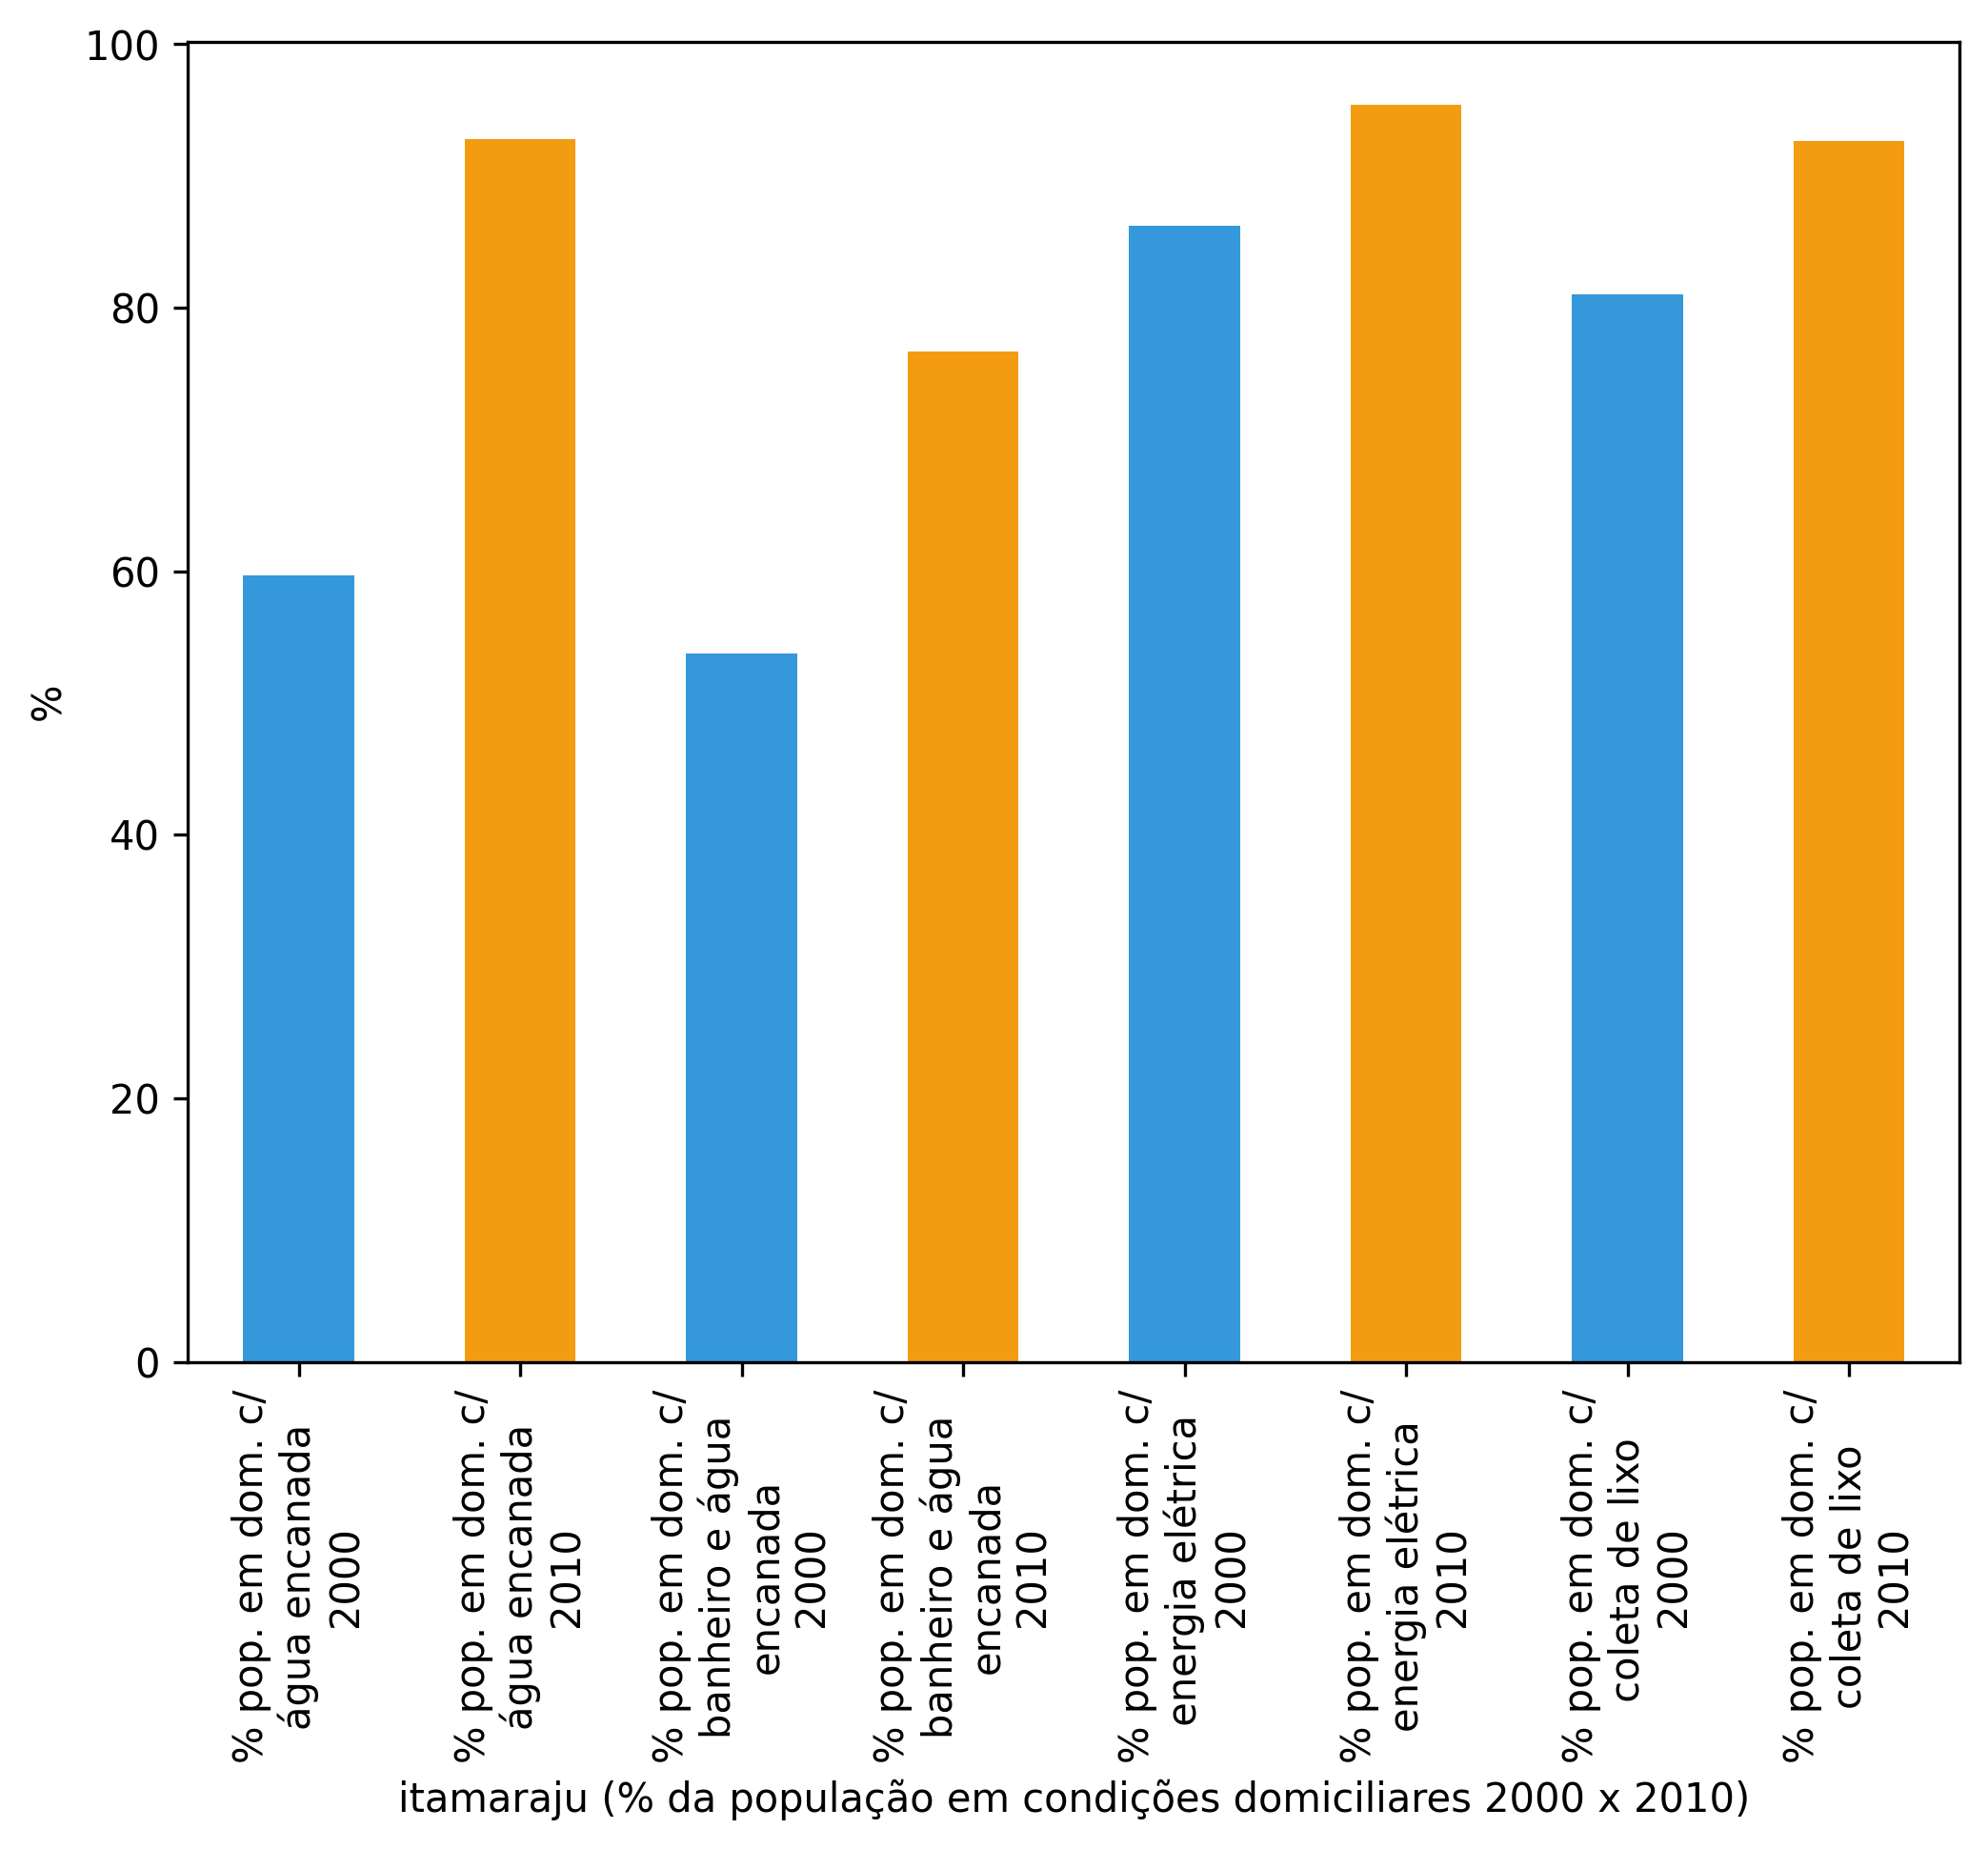 100
80
60
40
20
0
%
% pop. em dom. c/
água encanada
2000
% pop. em dom. c/
água encanada
2010
% pop. em dom. c/
banheiro e água
encanada
2000
% pop. em dom. c/
banheiro e água
encanada
2010
% pop. em dom. c/
energia elétrica
2000
% pop. em dom. c/
energia elétrica
2010
% pop. em dom. c/
coleta de lixo
2000
% pop. em dom. c/
coleta de lixo
2010
itamaraju (% da população em condições domiciliares 2000 x 2010)